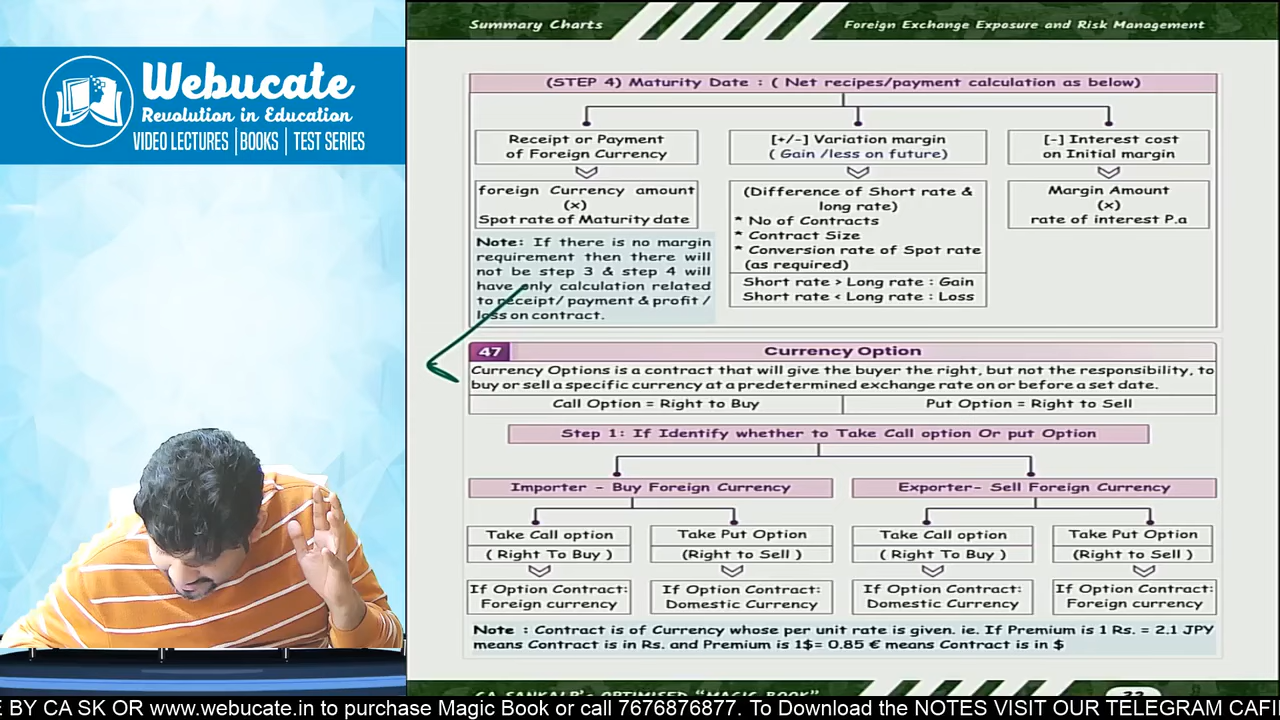 Webucate
Revolution in Education
VIDEO LECTURES | BOOKS | TEST SERIES
Summary Charts
Foreign Exchange Exposure and Risk Management
(STEP 4) Maturity Date : ( Net recipes/payment calculation as below)
Receipt or Payment
of Foreign Currency
foreign Currency amount
(x)
Spot rate of Maturity date
Note: If there is no margin
requirement then there will
not be step 3 & step 4 will
have only calculation related
to receipt/ payment & profit /
loss on contract.
[+/-] Variation margin
( Gain /less on future)
(Difference of Short rate &
long rate)
* No of Contracts
* Contract Size
* Conversion rate of Spot rate
(as required)
Short rate > Long rate : Gain
Short rate < Long rate : Loss
[-] Interest cost
on Initial margin
Margin Amount
(x)
rate of interest P.a
47 Currency Option
Currency Options is a contract that will give the buyer the right, but not the responsibility, to
buy or sell a specific currency at a predetermined exchange rate on or before a set date.
Call Option = Right to Buy
Put Option = Right to Sell
Step 1: If Identify whether to Take Call option Or put Option
Importer - Buy Foreign Currency
Exporter- Sell Foreign Currency
Take Call option
( Right To Buy )
If Option Contract:
Foreign currency
Take Put Option
(Right to Sell )
If Option Contract:
Domestic Currency
Take Call option
( Right To Buy )
If Option Contract:
Domestic Currency
Take Put Option
(Right to Sell )
If Option Contract:
Foreign currency
Note : Contract is of Currency whose per unit rate is given. ie. If Premium is 1 Rs. = 2.1 JPY
means Contract is in Rs. and Premium is 1$= 0.85 € means Contract is in $
CA SANKALP's OPTIMISED "MAGIC BOOK"
E BY CA SK OR www.webucate.in to purchase Magic Book or call 7676876877. To Download the NOTES VISIT OUR TELEGRAM CAFI